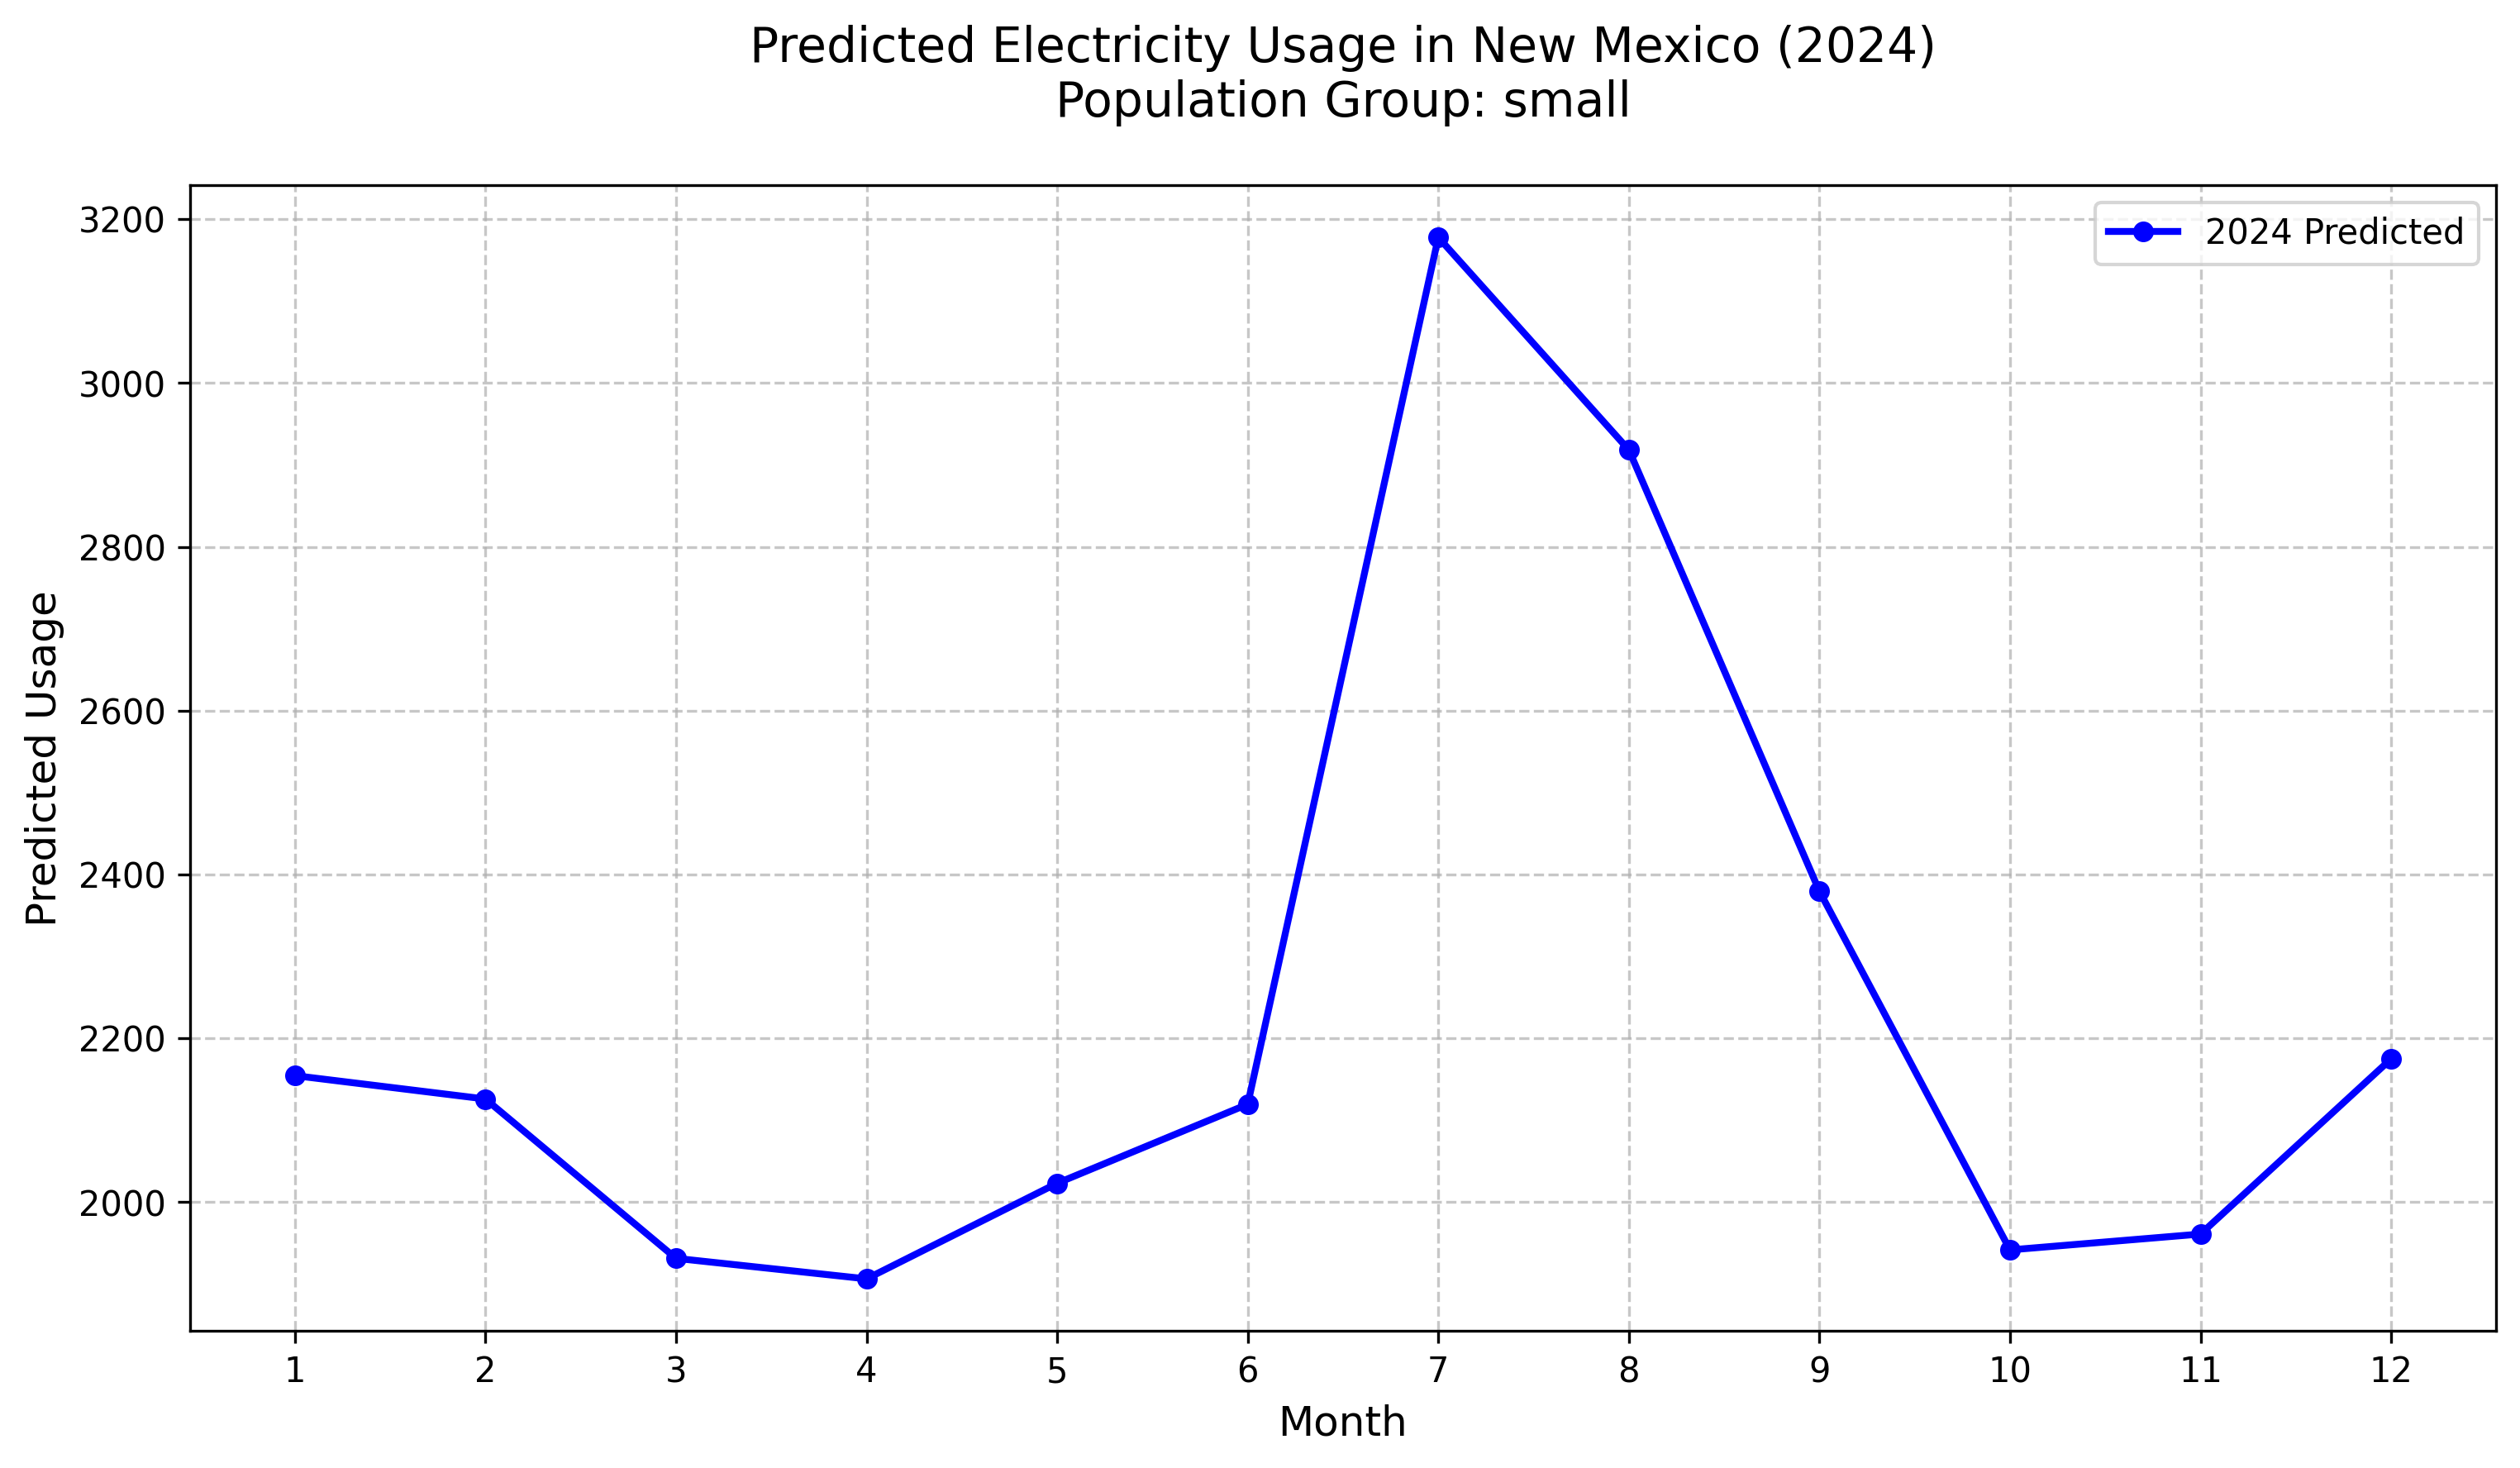 Predicted Electricity Usage in New Mexico (2024)
Population Group: small
2024 Predicted
Predicted Usage
3200
3000
2800
2600
2400
2200
2000
1 2 3 4 5 6 7 8 9 10 11 12
Month